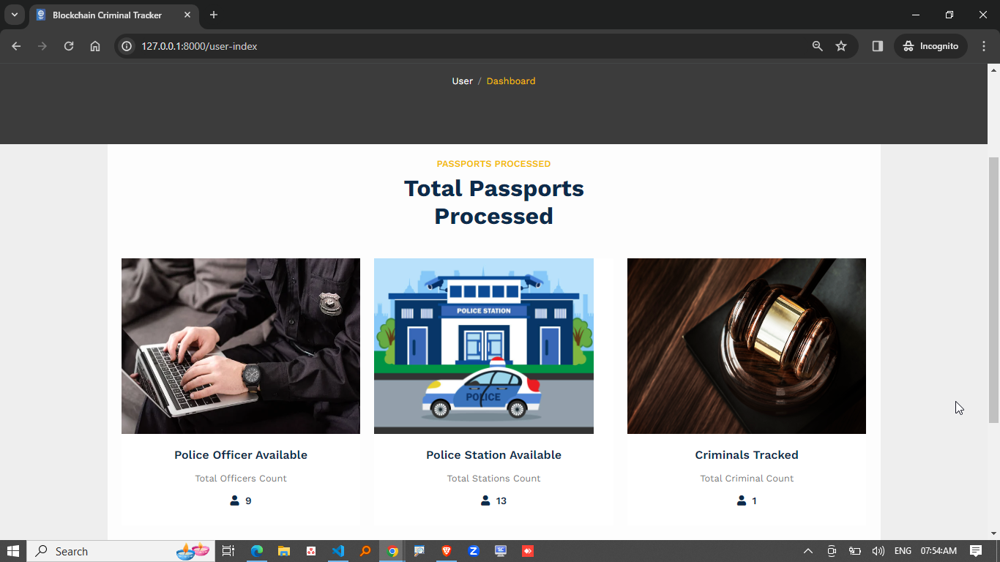 Blockchain Criminal Tracker
127.0.0.1:8000/user-index
Incognito
User / Dashboard
PASSPORTS PROCESSED
Total Passports
Processed
POLICE STATION
POLICE
Police Officer Available
Total Officers Count
9
Police Station Available
Total Stations Count
13
Criminals Tracked
Total Criminal Count
1
Search
ENG
07:54 AM